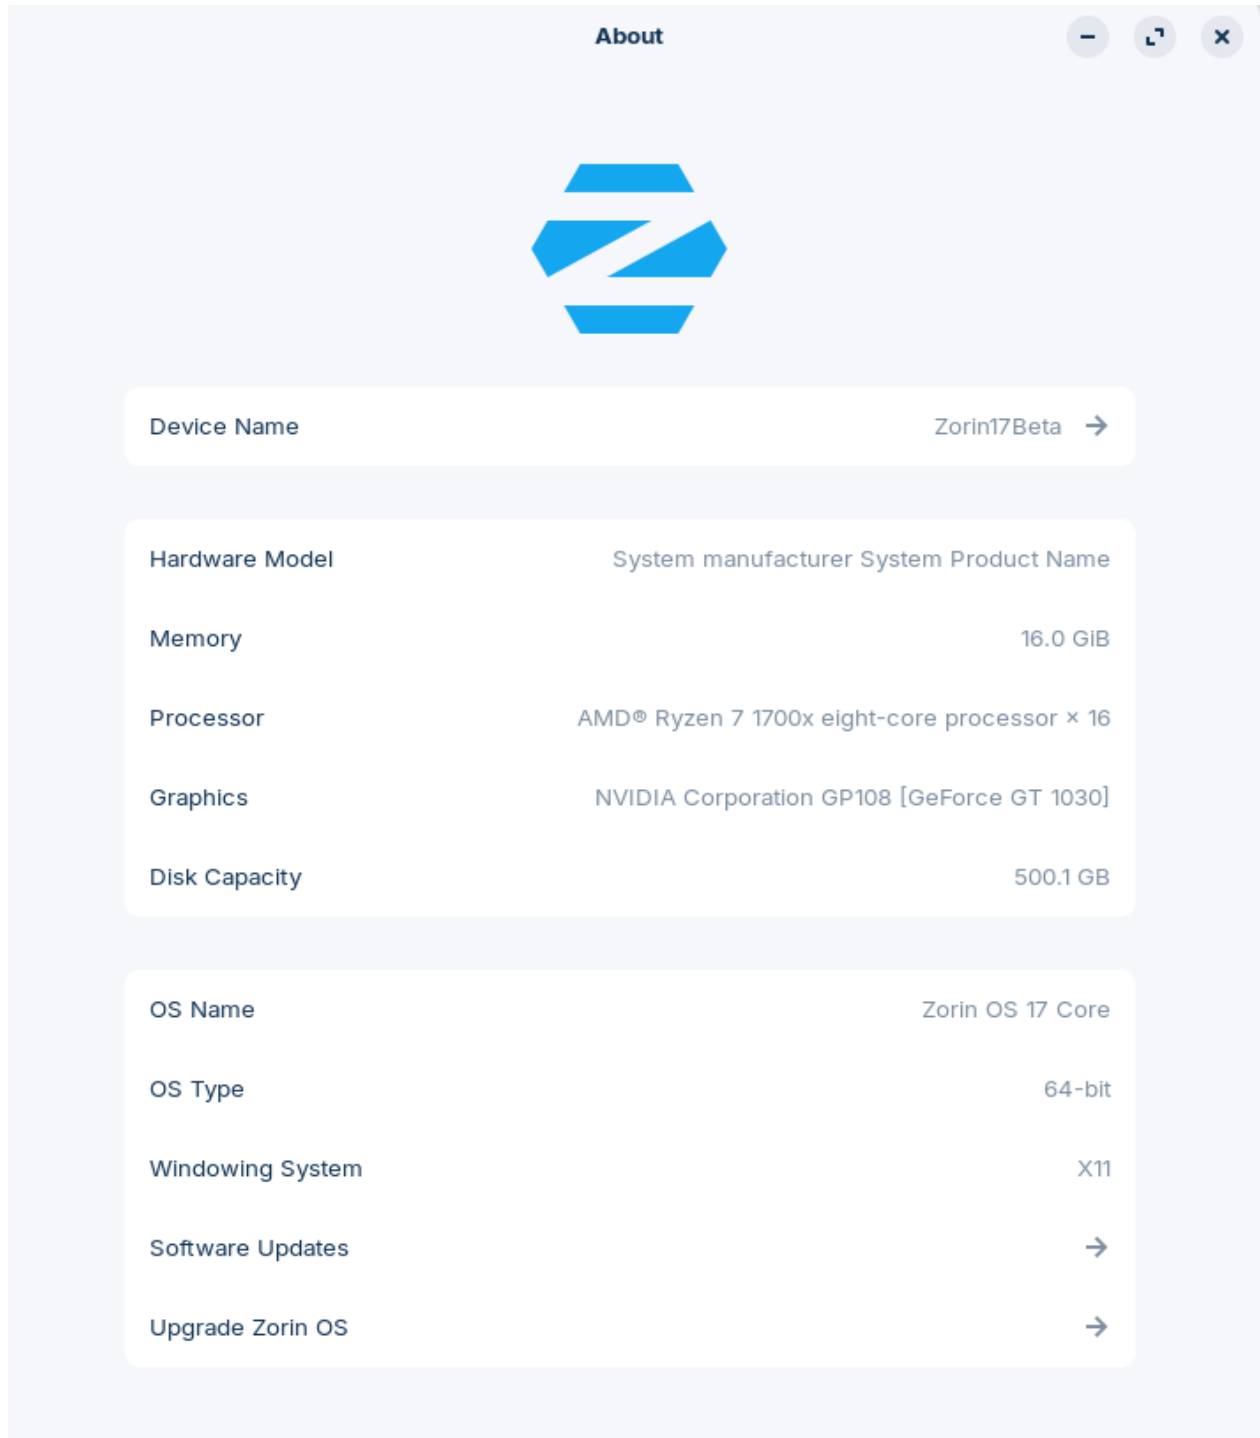 About
Device Name Zorin17Beta
Hardware Model System manufacturer System Product Name
Memory 16.0 GiB
Processor AMD® Ryzen 7 1700x eight-core processor × 16
Graphics NVIDIA Corporation GP108 [GeForce GT 1030]
Disk Capacity 500.1 GB
OS Name Zorin OS 17 Core
OS Type 64-bit
Windowing System X11
Software Updates
Upgrade Zorin OS